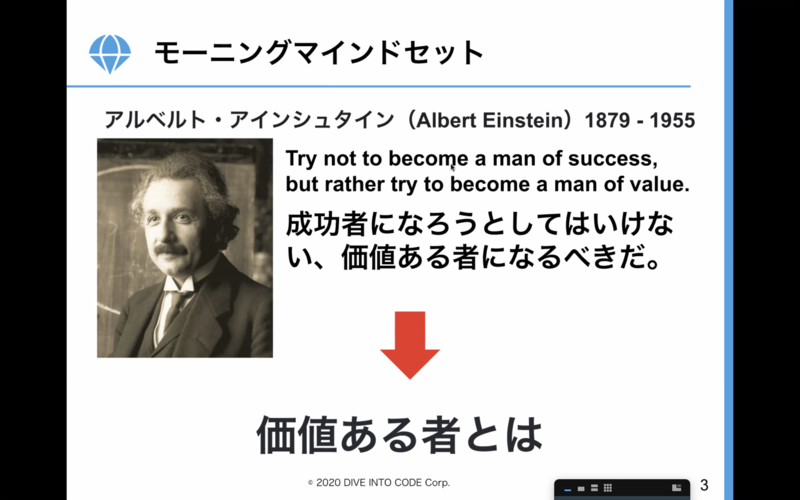 モーニングマインドセット
アルベルト・アインシュタイン（Albert Einstein）1879 - 1955
Try not to become a man of success,
but rather try to become a man of value.
成功者になろうとしてはいけな
い、価値ある者になるべきだ。
価値ある者とは
© 2020 DIVE INTO CODE Corp.
3